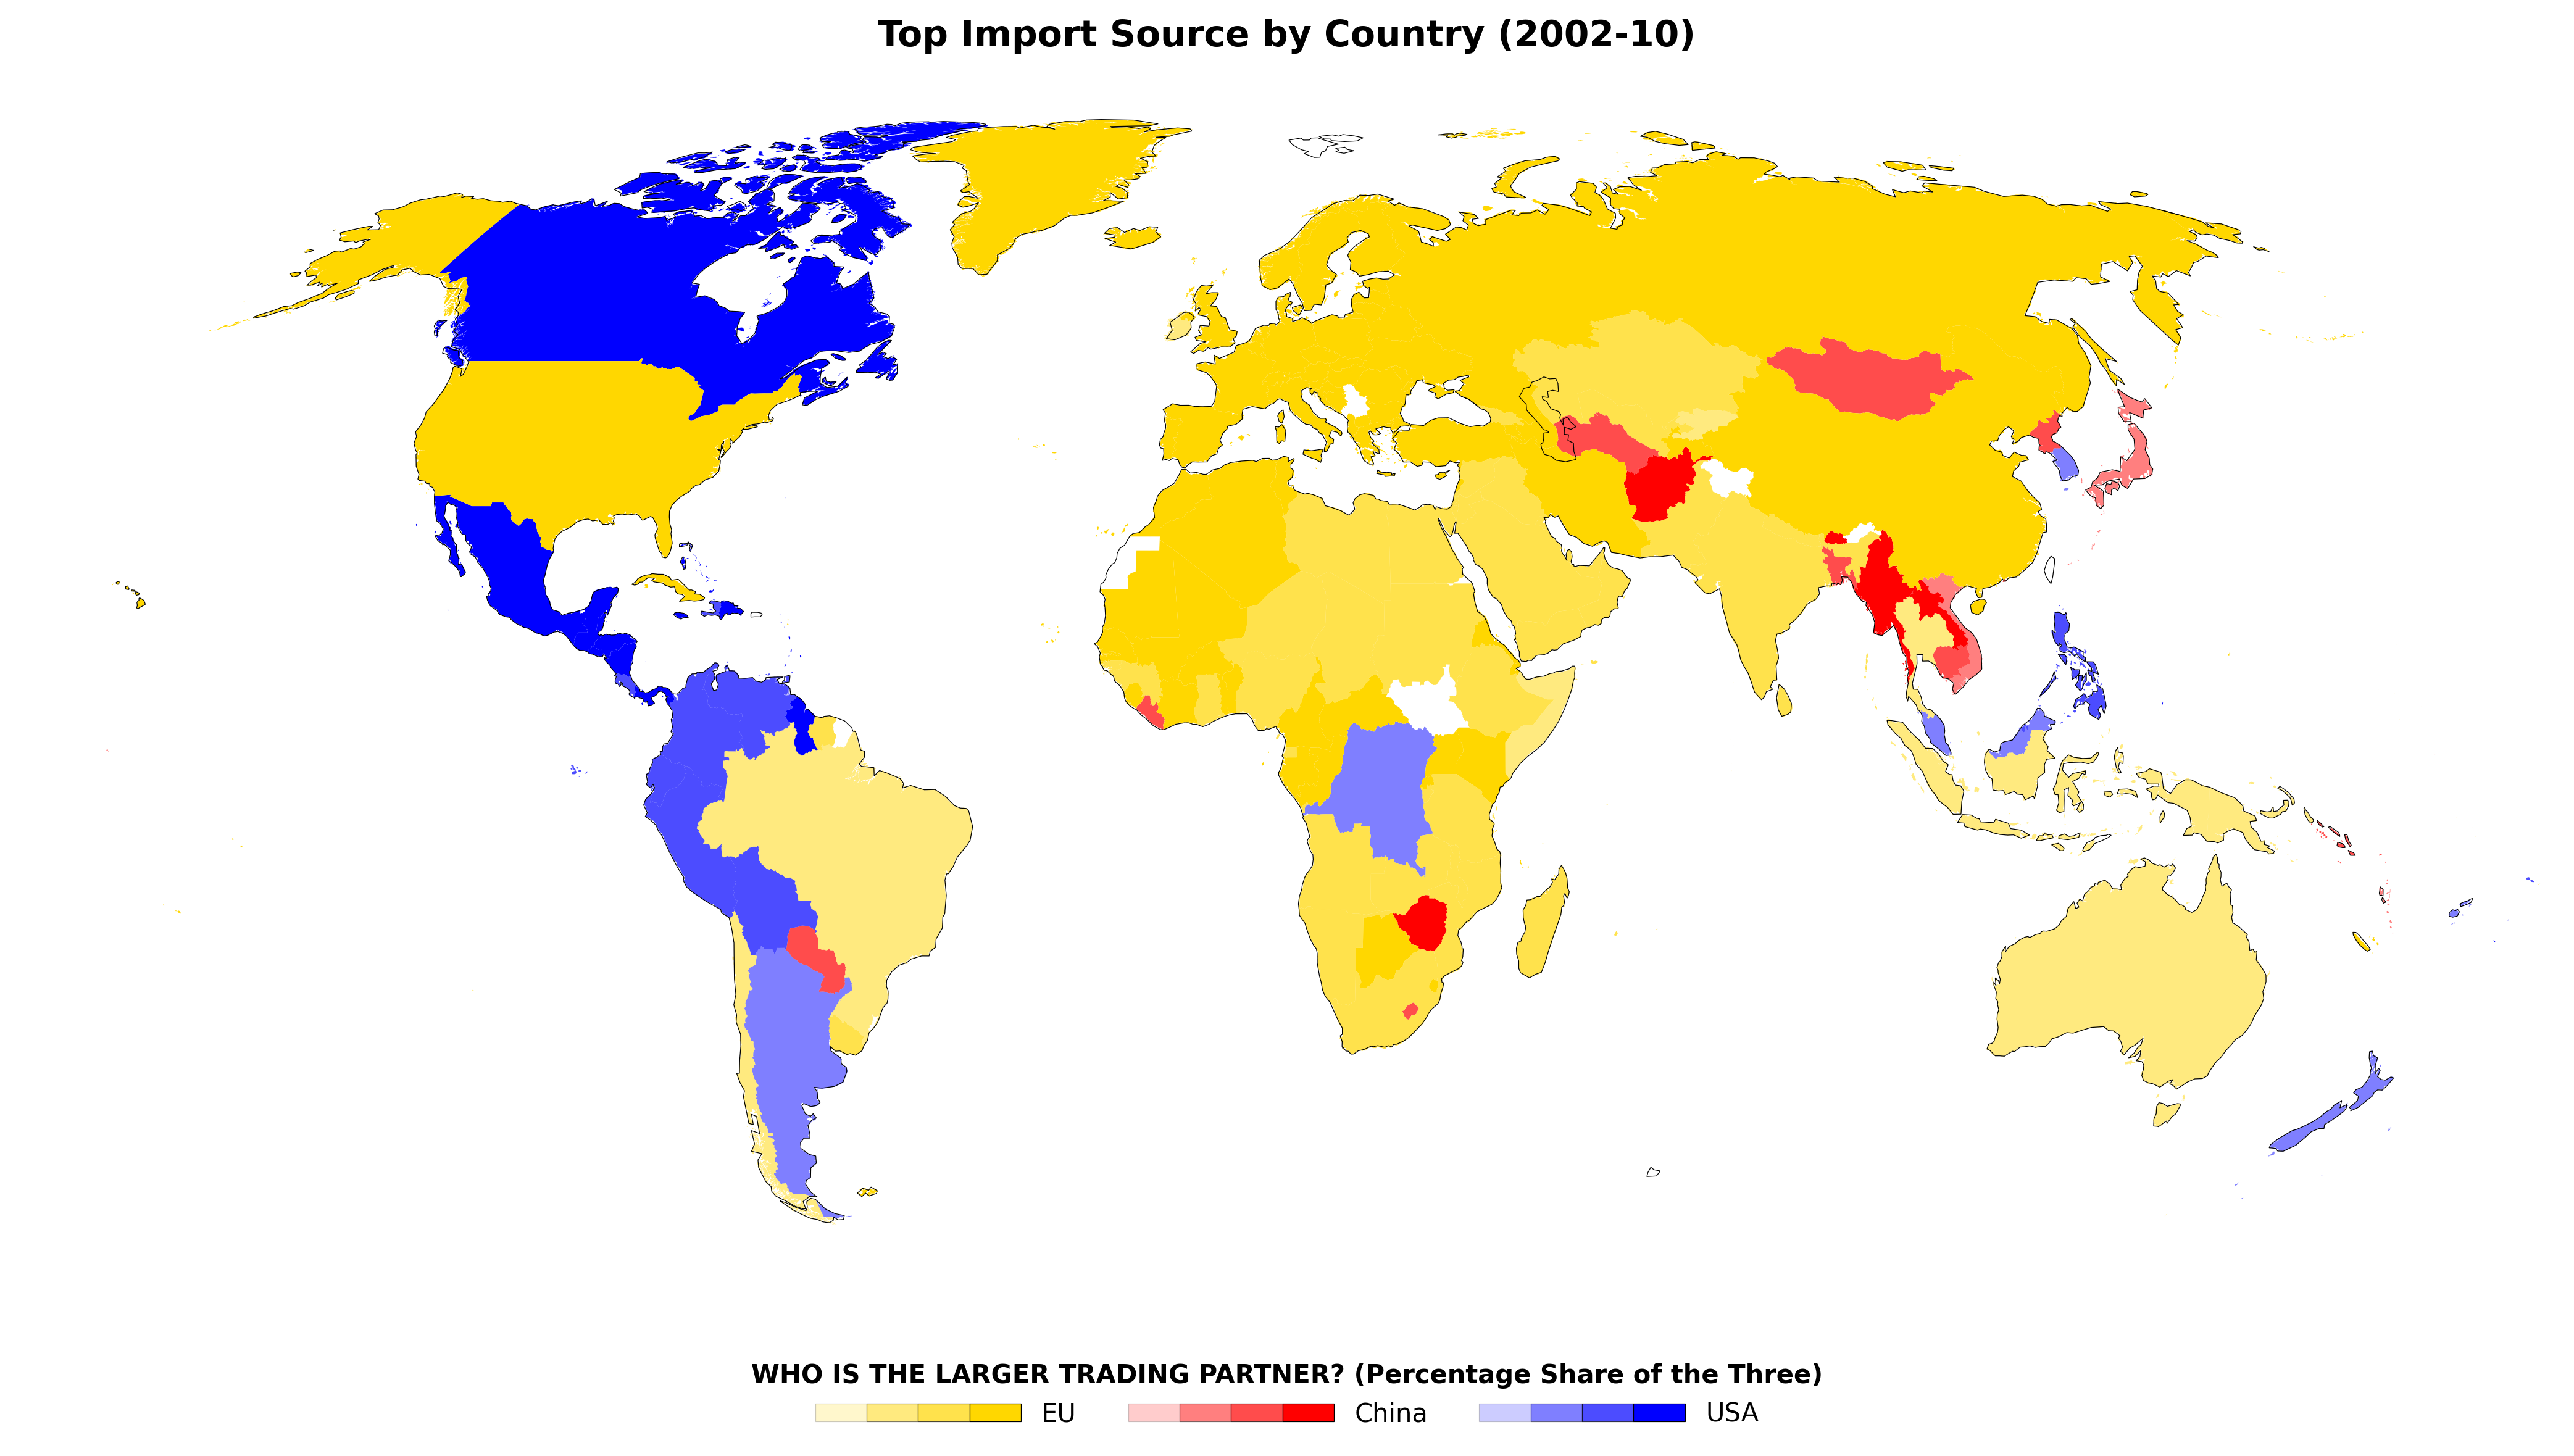 Top Import Source by Country (2002-10)
WHO IS THE LARGER TRADING PARTNER? (Percentage Share of the Three)
EU China USA